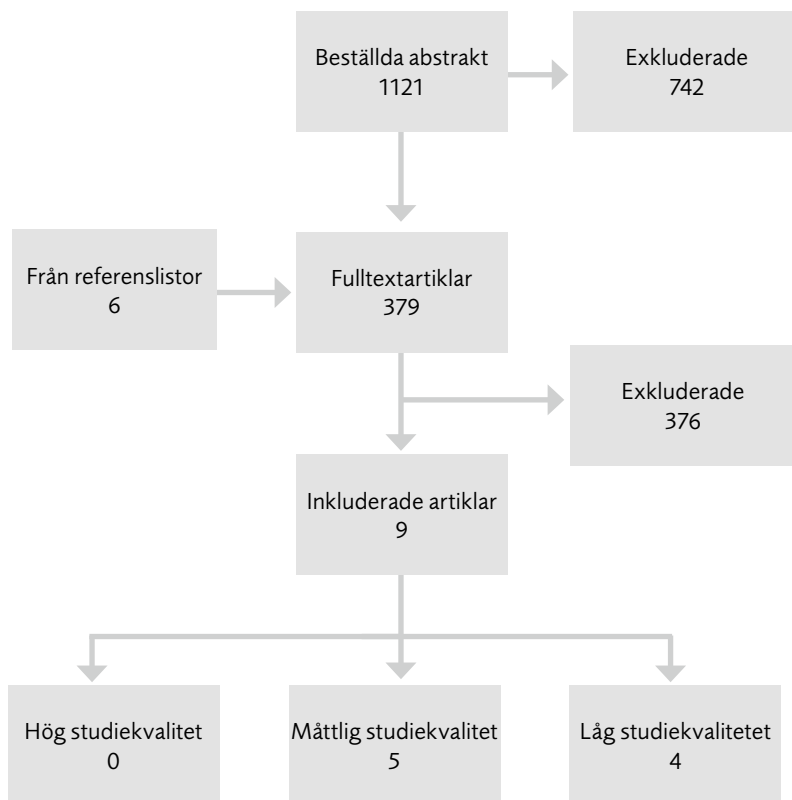 Beställda abstrakt
1121
Exkluderade
742
Från referenslistor
6
Fulltextartiklar
379
Exkluderade
376
Inkluderade artiklar
9
Hög studiekvalitet
0
Måttlig studiekvalitet
5
Låg studiekvalitetet
4